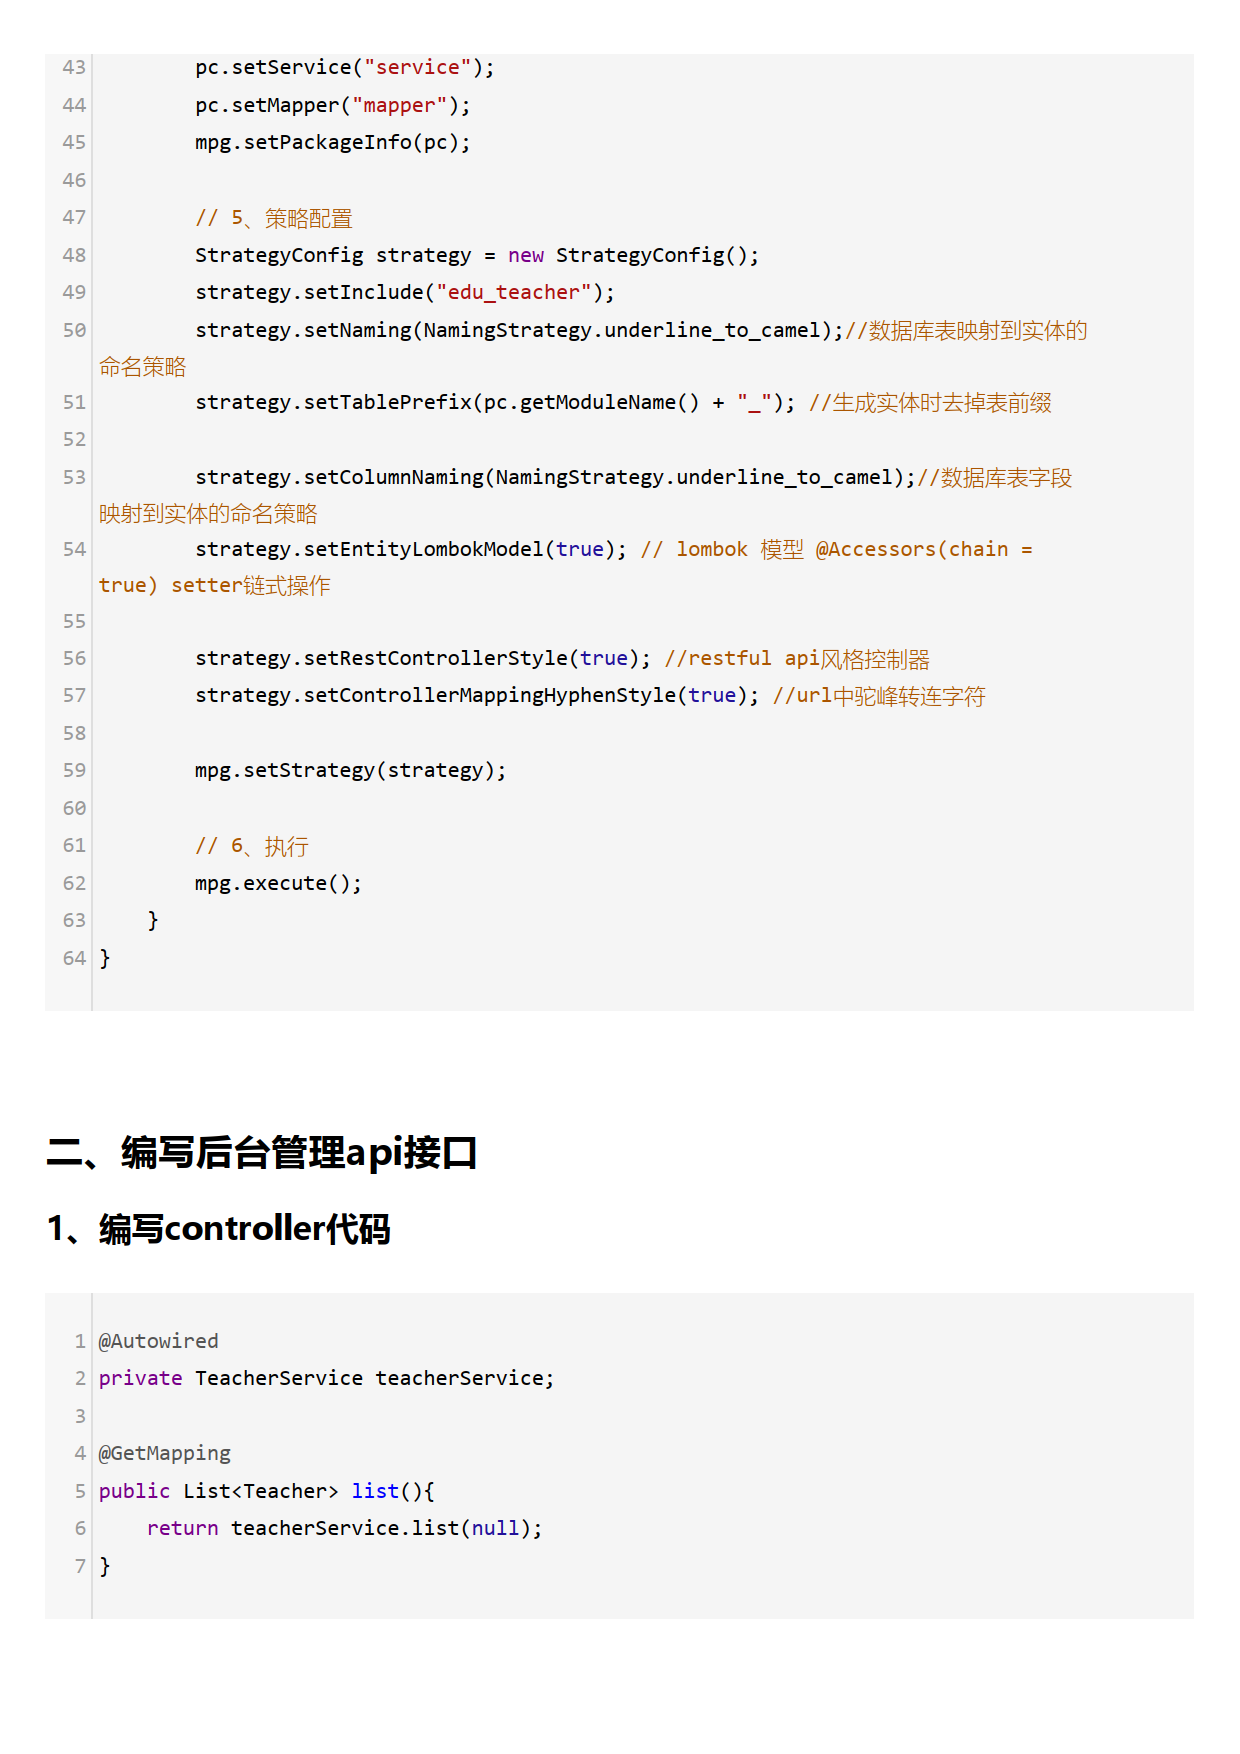 43         pc.setService("service");
44         pc.setMapper("mapper");
45         mpg.setPackageInfo(pc);
46
47         // 5、策略配置
48         StrategyConfig strategy = new StrategyConfig();
49         strategy.setInclude("edu_teacher");
50         strategy.setNaming(NamingStrategy.underline_to_camel);//数据库表映射到实体的
命名策略
51         strategy.setTablePrefix(pc.getModuleName() + "_"); //生成实体时去掉表前缀
52
53         strategy.setColumnNaming(NamingStrategy.underline_to_camel);//数据库表字段
映射到实体的命名策略
54         strategy.setEntityLombokModel(true); // lombok 模型 @Accessors(chain =
true) setter链式操作
55
56         strategy.setRestControllerStyle(true); //restful api风格控制器
57         strategy.setControllerMappingHyphenStyle(true); //url中驼峰转连字符
58
59         mpg.setStrategy(strategy);
60
61         // 6、执行
62         mpg.execute();
63     }
64 }
二、编写后台管理api接口
1、编写controller代码
1 @Autowired
2 private TeacherService teacherService;
3
4 @GetMapping
5 public List<Teacher> list(){
6     return teacherService.list(null);
7 }